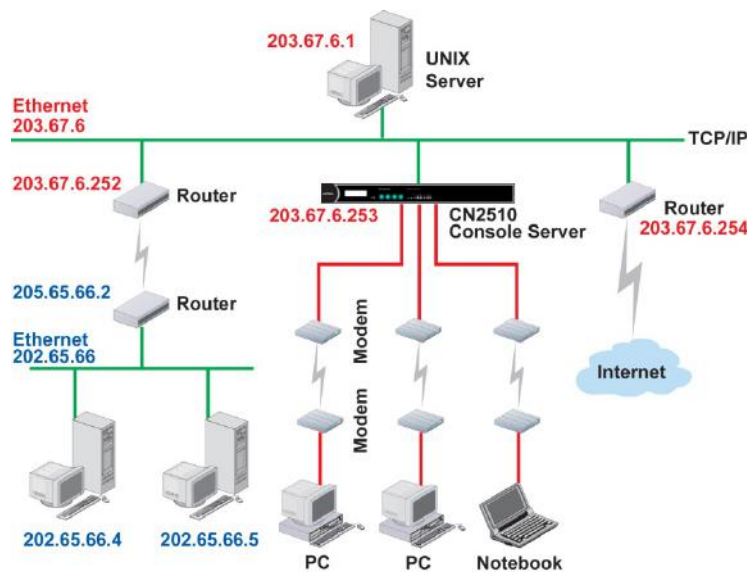 203.67.6.1
UNIX
Server
Ethernet
203.67.6
TCP/IP
203.67.6.252
Router
203.67.6.253
CN2510
Console Server
Router
203.67.6.254
205.65.66.2
Router
Modem
Ethernet
202.65.66
Internet
Modem
202.65.66.4
202.65.66.5
PC
PC
Notebook